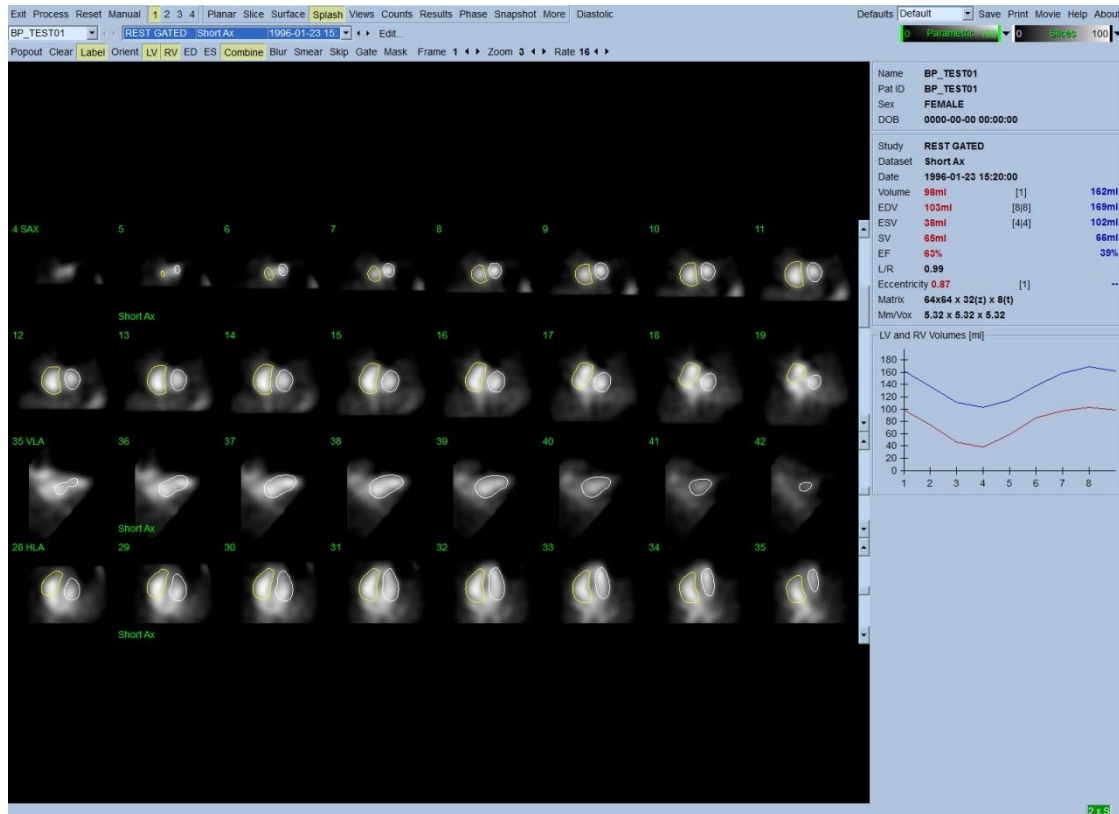 Exit Process Reset Manual 1 2 3 4 Planar Slice Surface Splash Views Counts Results Phase Snapshot More Diastolic Defaults Default Save Print Movie Help About
BP_TEST01 REST GATED Short Ax 1996-01-23 15: Edit... 0 Parametric 100 0 Slices 100
Popout Clear Label Orient LV RV ED ES Combine Blur Smear Skip Gate Mask Frame 1 Zoom 3 Rate 16
Name BP_TEST01
Pat ID BP_TEST01
Sex FEMALE
DOB 0000-00-00 00:00:00
Study REST GATED
Dataset Short Ax
Date 1996-01-23 15:20:00
Volume 98ml [1] 162ml
EDV 103ml [8|8] 169ml
ESV 38ml [4|4] 102ml
SV 65ml 66ml
EF 63% 39%
L/R 0.99
Eccentricity 0.87 [1] --
Matrix 64x64 x 32(z) x 8(t)
Mm/Vox 5.32 x 5.32 x 5.32
LV and RV Volumes [ml]
180
160
140
120
100
80
60
40
20
0
1 2 3 4 5 6 7 8
4 SAX 5 6 7 8 9 10 11
Short Ax
12 13 14 15 16 17 18 19
35 VLA 36 37 38 39 40 41 42
Short Ax
28 HLA 29 30 31 32 33 34 35
Short Ax
2 x S